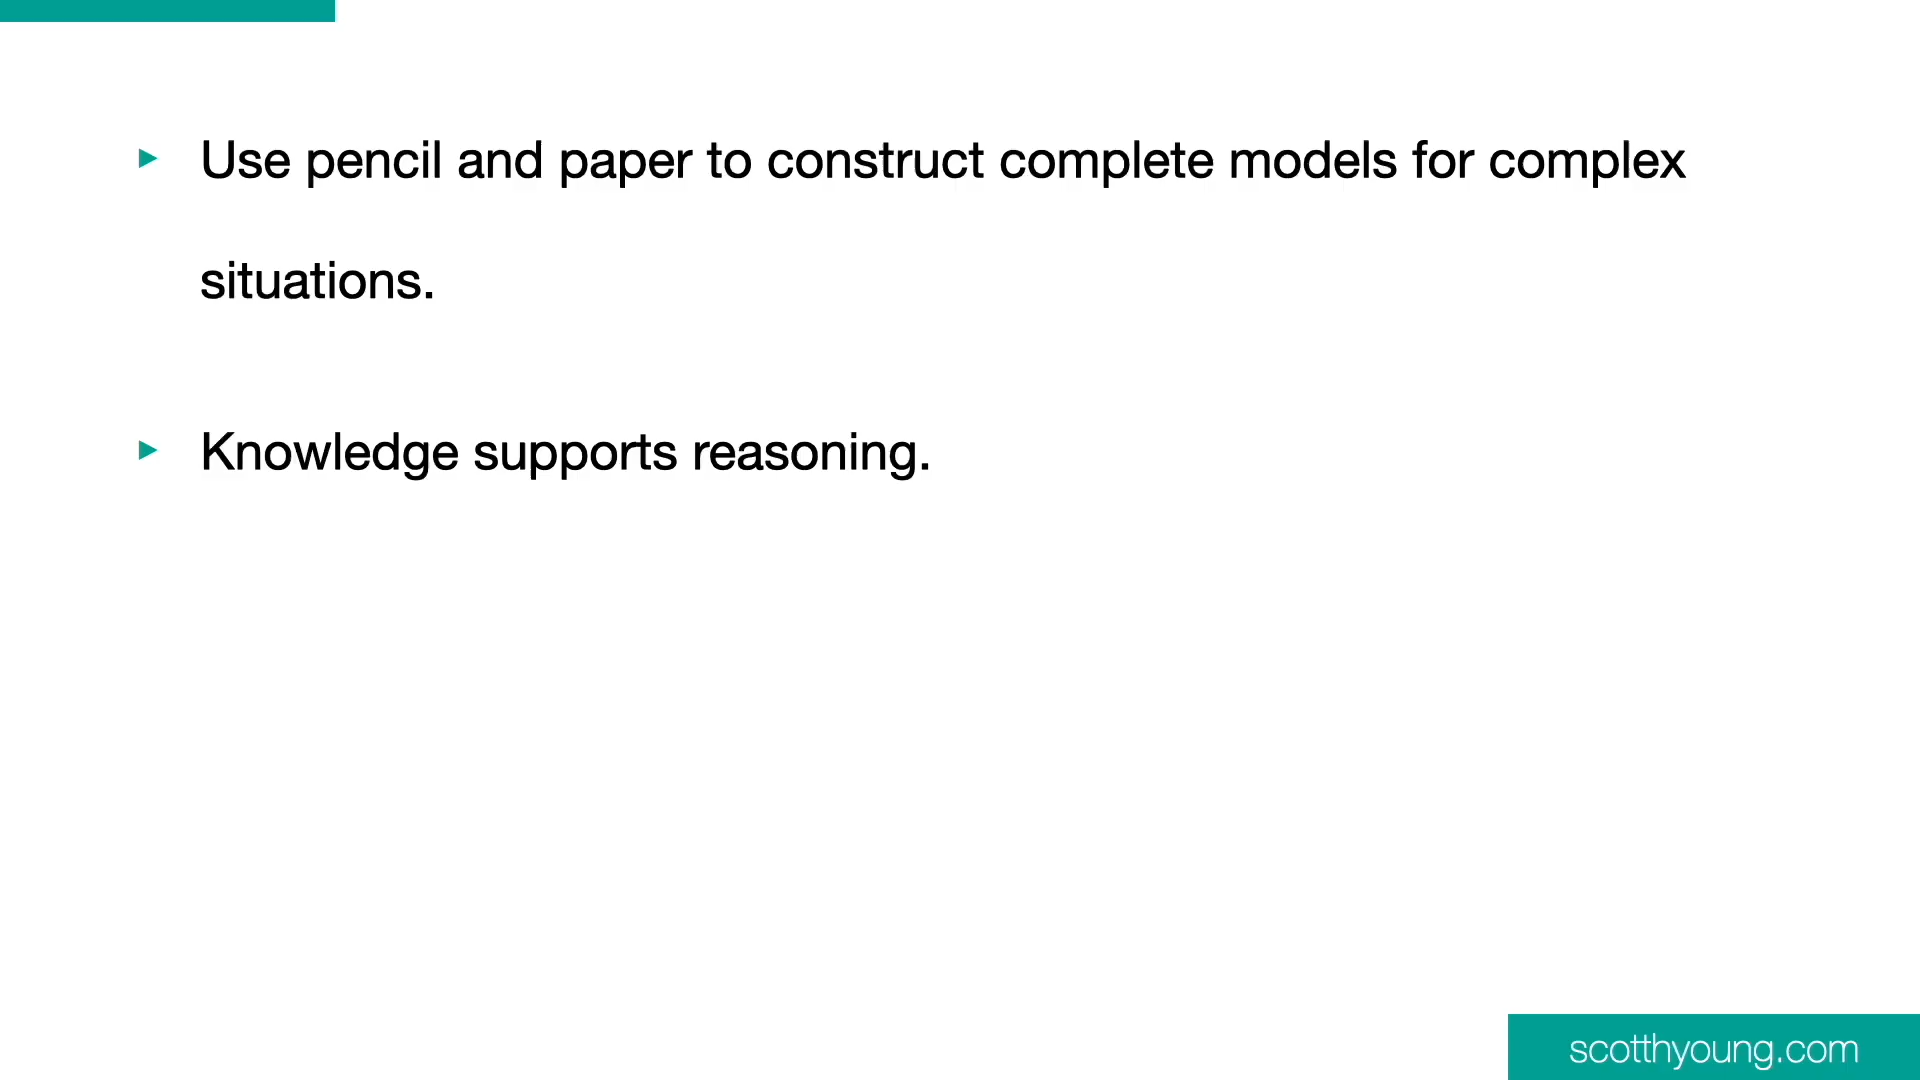 ▸ Use pencil and paper to construct complete models for complex
situations.
▸ Knowledge supports reasoning.
scotthyoung.com